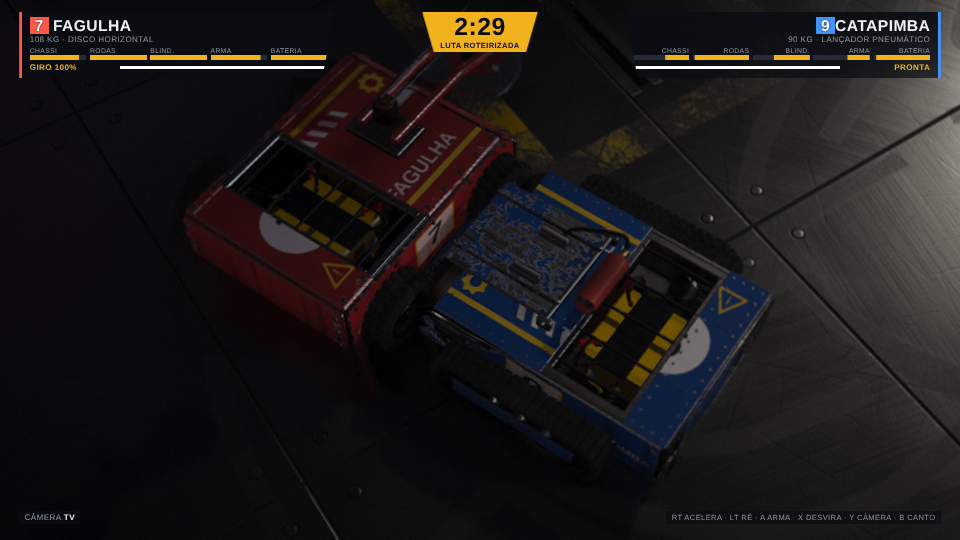 7 FAGULHA
108 KG · DISCO HORIZONTAL
CHASSI RODAS BLIND. ARMA BATERIA
GIRO 100%
2:29
LUTA ROTEIRIZADA
9 CATAPIMBA
90 KG · LANÇADOR PNEUMÁTICO
CHASSI RODAS BLIND. ARMA BATERIA
PRONTA
FAGULHA
7
CÂMERA TV
RT ACELERA · LT RÉ · A ARMA · X DESVIRA · Y CÂMERA · B CANTO